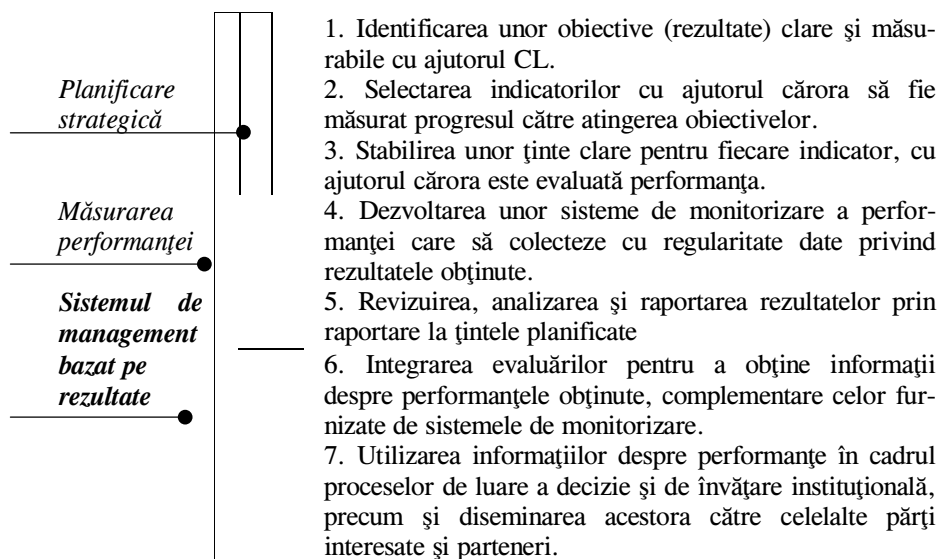 Planificare
strategică
Măsurarea
performanţei
Sistemul de
management
bazat pe
rezultate
1. Identificarea unor obiective (rezultate) clare şi măsu-
rabile cu ajutorul CL.
2. Selectarea indicatorilor cu ajutorul cărora să fie
măsurat progresul către atingerea obiectivelor.
3. Stabilirea unor ţinte clare pentru fiecare indicator, cu
ajutorul cărora este evaluată performanţa.
4. Dezvoltarea unor sisteme de monitorizare a perfor-
manţei care să colecteze cu regularitate date privind
rezultatele obţinute.
5. Revizuirea, analizarea şi raportarea rezultatelor prin
raportare la ţintele planificate
6. Integrarea evaluărilor pentru a obţine informaţii
despre performanţele obţinute, complementare celor fur-
nizate de sistemele de monitorizare.
7. Utilizarea informaţiilor despre performanţe în cadrul
proceselor de luare a decizie şi de învăţare instituţională,
precum şi diseminarea acestora către celelalte părţi
interesate şi parteneri.